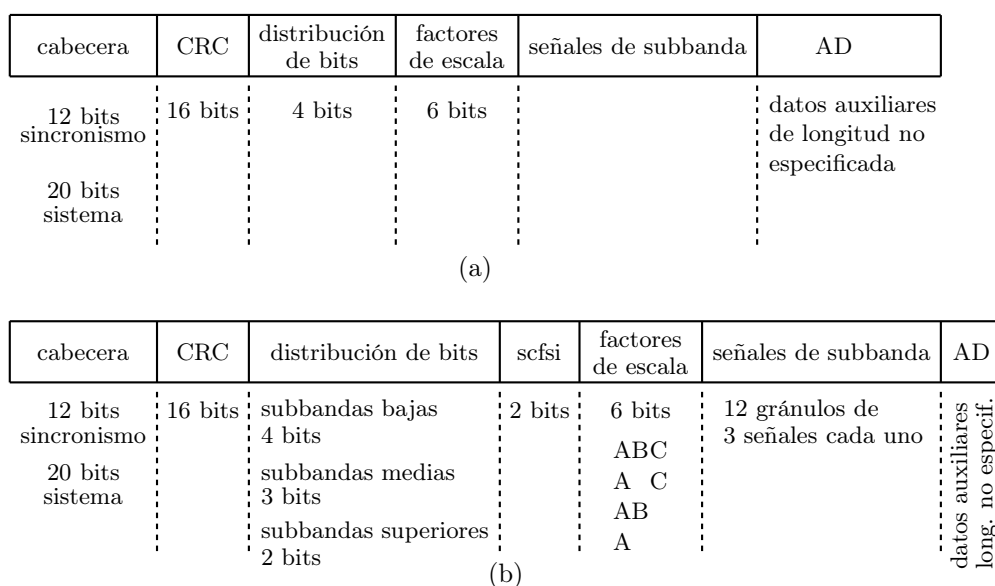 cabecera
CRC
distribución
de bits
factores
de escala
señales de subbanda
AD
12 bits
sincronismo
20 bits
sistema
16 bits
4 bits
6 bits
datos auxiliares
de longitud no
especificada
(a)
cabecera
CRC
distribución de bits
scfsi
factores
de escala
señales de subbanda
AD
12 bits
sincronismo
20 bits
sistema
16 bits
subbandas bajas
4 bits
subbandas medias
3 bits
subbandas superiores
2 bits
2 bits
6 bits
ABC
A C
AB
A
12 gránulos de
3 señales cada uno
datos auxiliares
long. no especif.
(b)